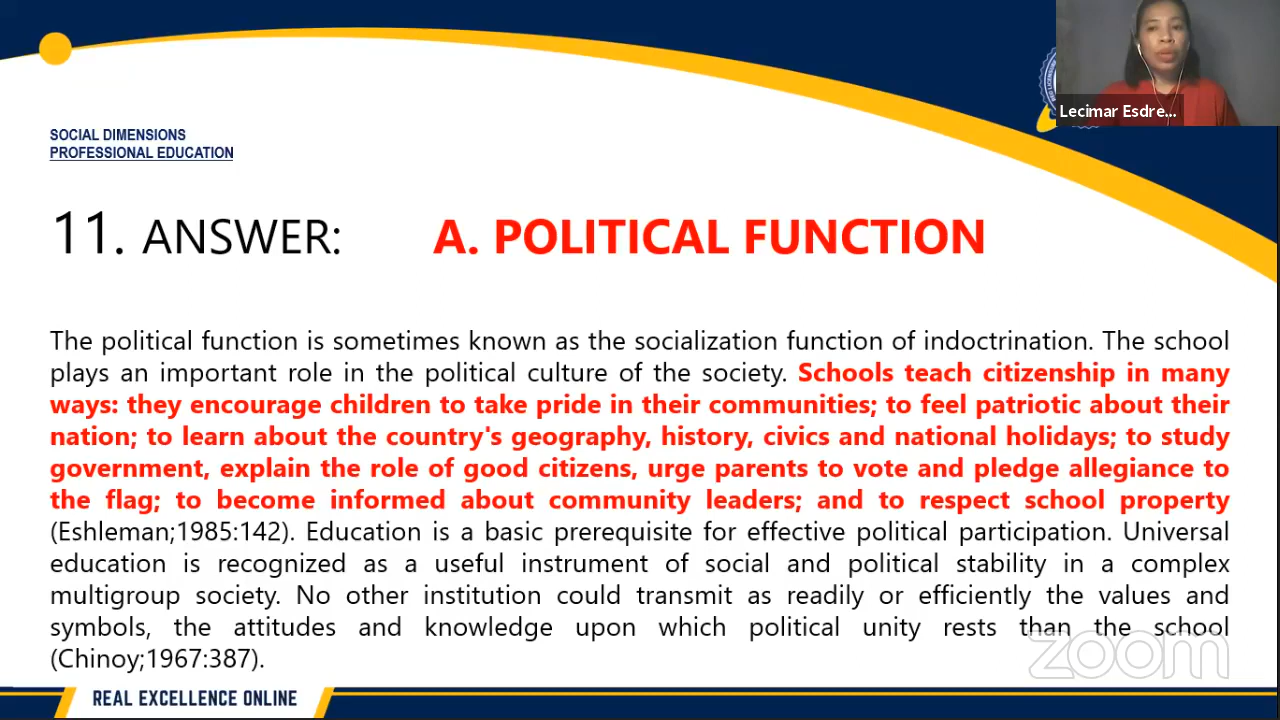 Lecimar Esdre...
SOCIAL DIMENSIONS
PROFESSIONAL EDUCATION
11. ANSWER: A. POLITICAL FUNCTION
The political function is sometimes known as the socialization function of indoctrination. The school
plays an important role in the political culture of the society. Schools teach citizenship in many
ways: they encourage children to take pride in their communities; to feel patriotic about their
nation; to learn about the country's geography, history, civics and national holidays; to study
government, explain the role of good citizens, urge parents to vote and pledge allegiance to
the flag; to become informed about community leaders; and to respect school property
(Eshleman;1985:142). Education is a basic prerequisite for effective political participation. Universal
education is recognized as a useful instrument of social and political stability in a complex
multigroup society. No other institution could transmit as readily or efficiently the values and
symbols, the attitudes and knowledge upon which political unity rests than the school
(Chinoy;1967:387).
zoom
REAL EXCELLENCE ONLINE